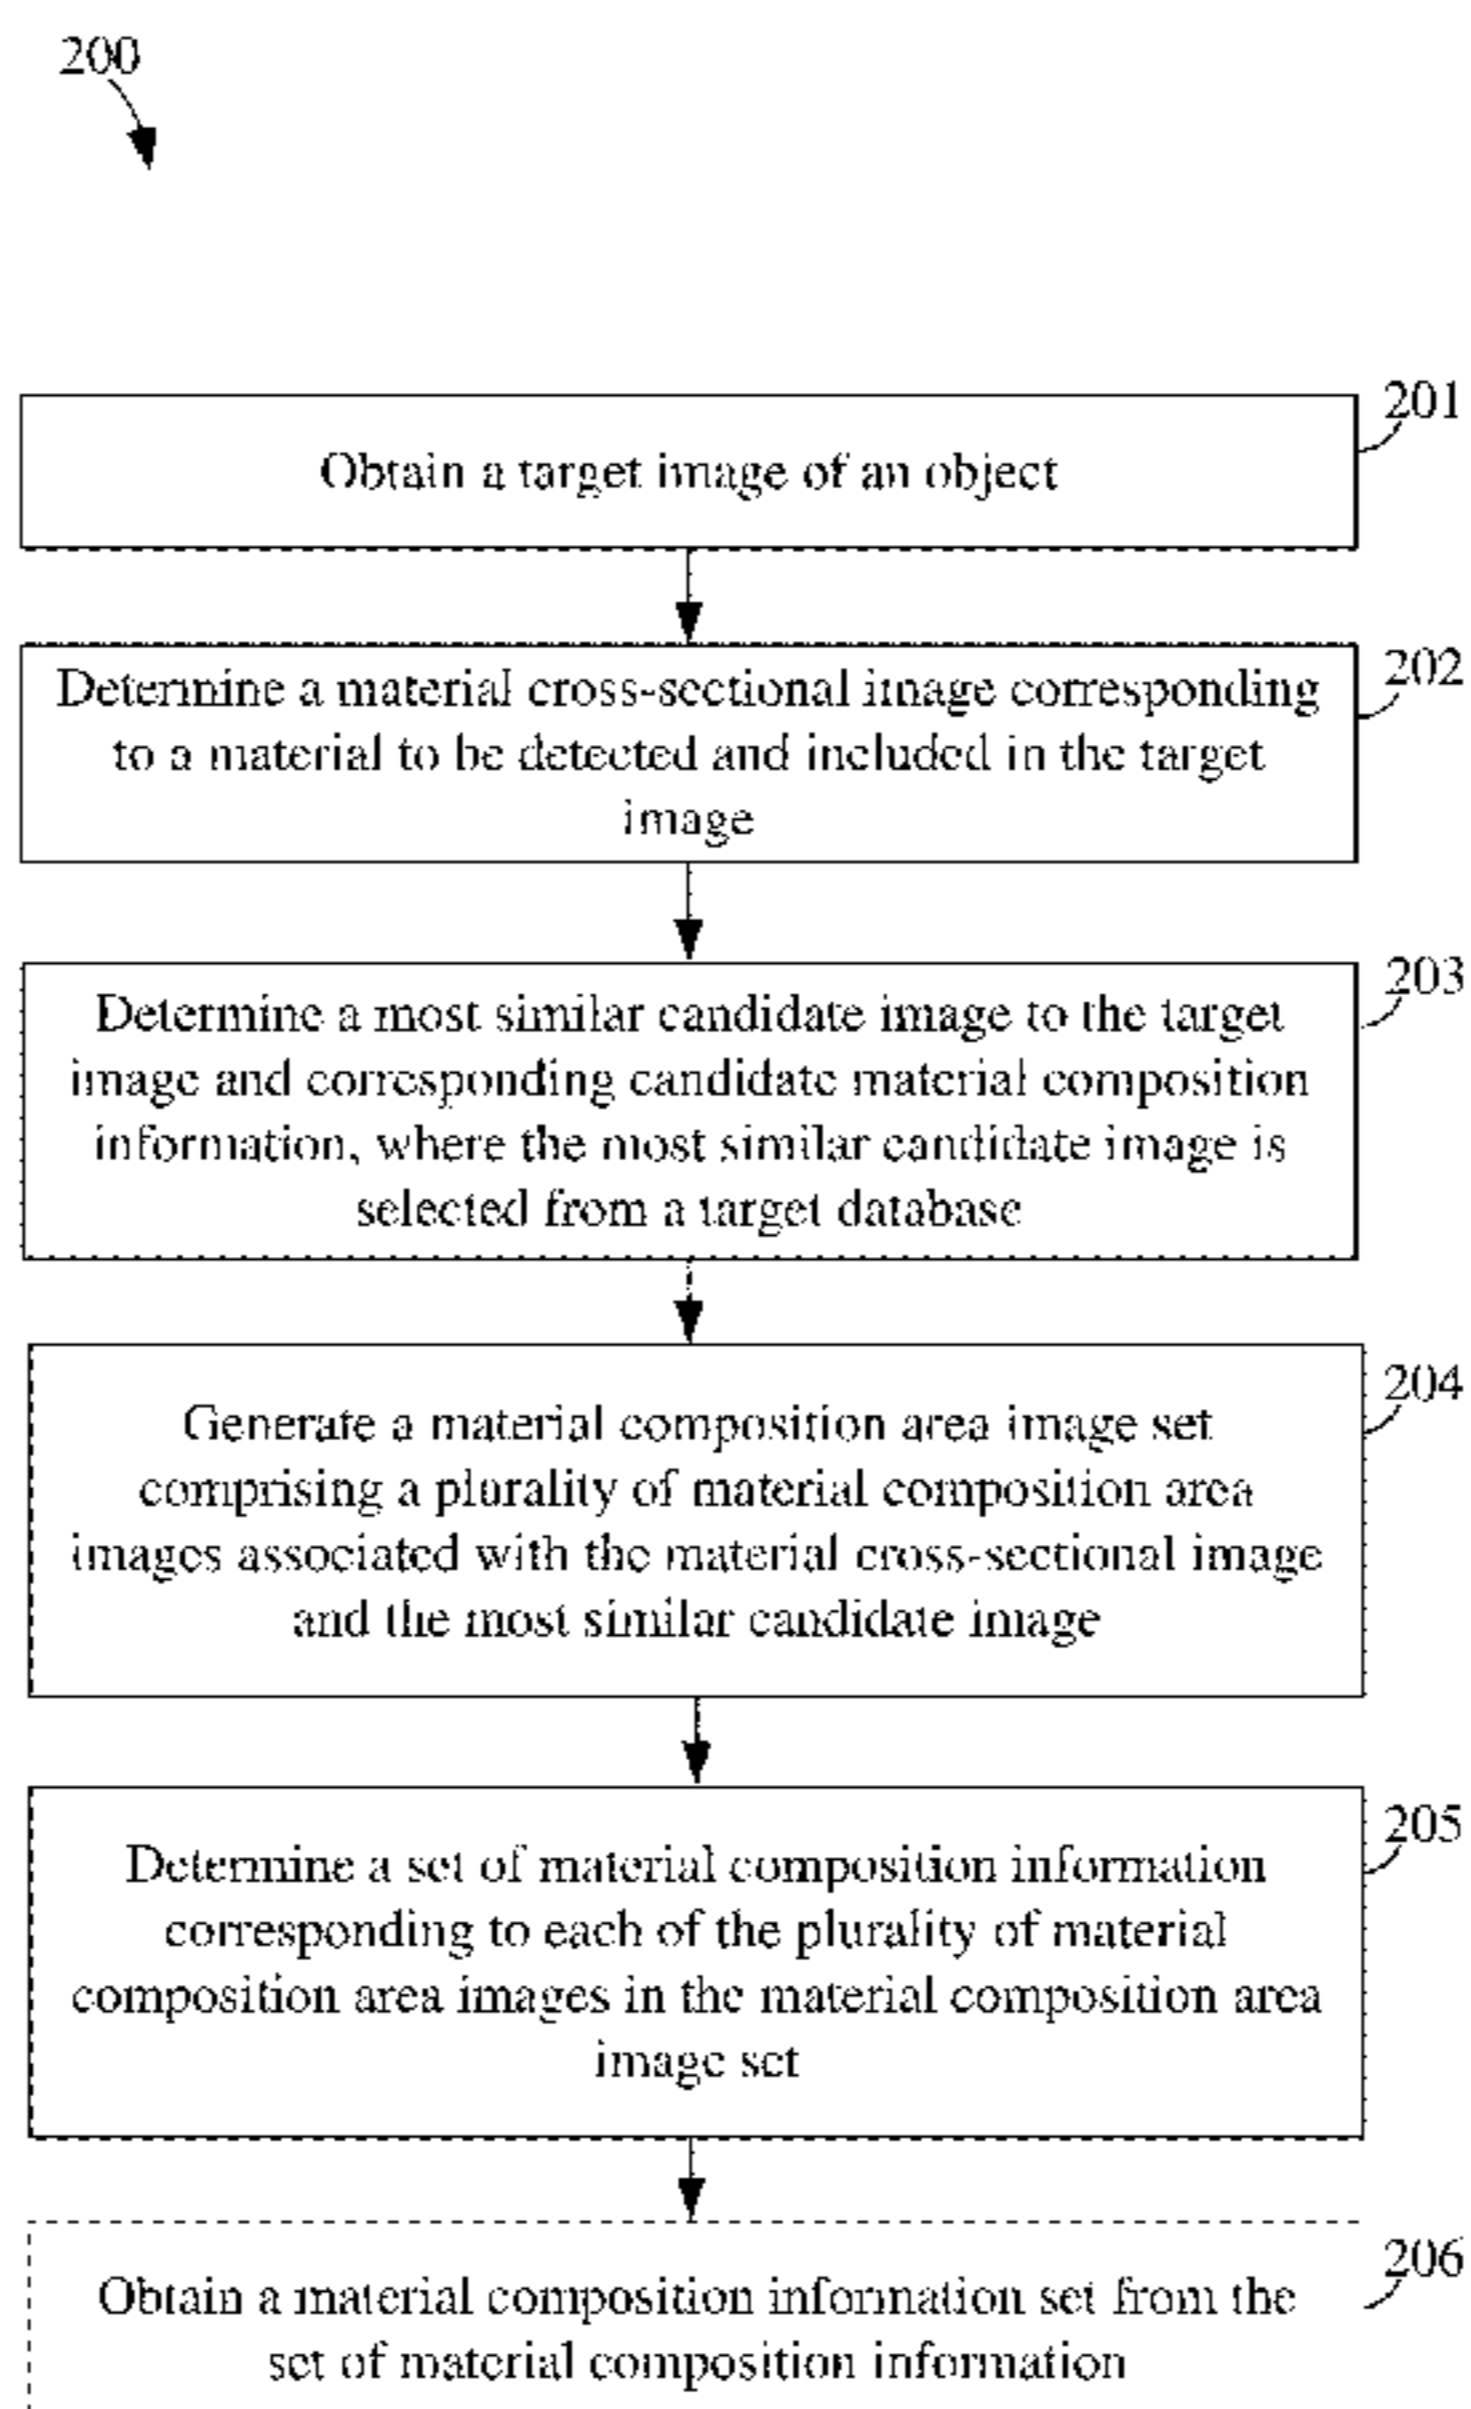 200
201
Obtain a target image of an object
202
Determine a material cross-sectional image corresponding
to a material to be detected and included in the target
image
203
Determine a most similar candidate image to the target
image and corresponding candidate material composition
information, where the most similar candidate image is
selected from a target database
204
Generate a material composition area image set
comprising a plurality of material composition area
images associated with the material cross-sectional image
and the most similar candidate image
205
Determine a set of material composition information
corresponding to each of the plurality of material
composition area images in the material composition area
image set
206
Obtain a material composition information set from the
set of material composition information